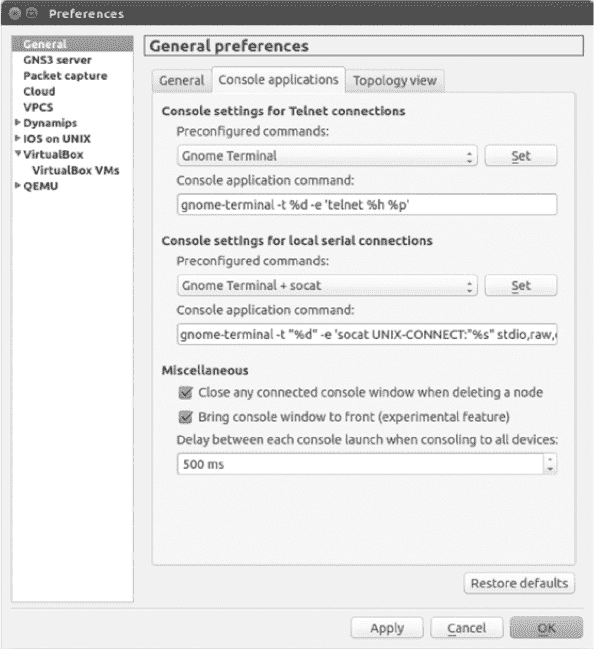 Preferences
General
GNS3 server
Packet capture
Cloud
VPCS
Dynamips
IOS on UNIX
VirtualBox
VirtualBox VMs
QEMU
General preferences
General
Console applications
Topology view
Console settings for Telnet connections
Preconfigured commands:
Gnome Terminal
Set
Console application command:
gnome-terminal -t %d -e 'telnet %h %p'
Console settings for local serial connections
Preconfigured commands:
Gnome Terminal + socat
Set
Console application command:
gnome-terminal -t "%d" -e 'socat UNIX-CONNECT:"%s" stdio,raw,
Miscellaneous
Close any connected console window when deleting a node
Bring console window to front (experimental feature)
Delay between each console launch when consoling to all devices:
500 ms
Restore defaults
Apply
Cancel
OK